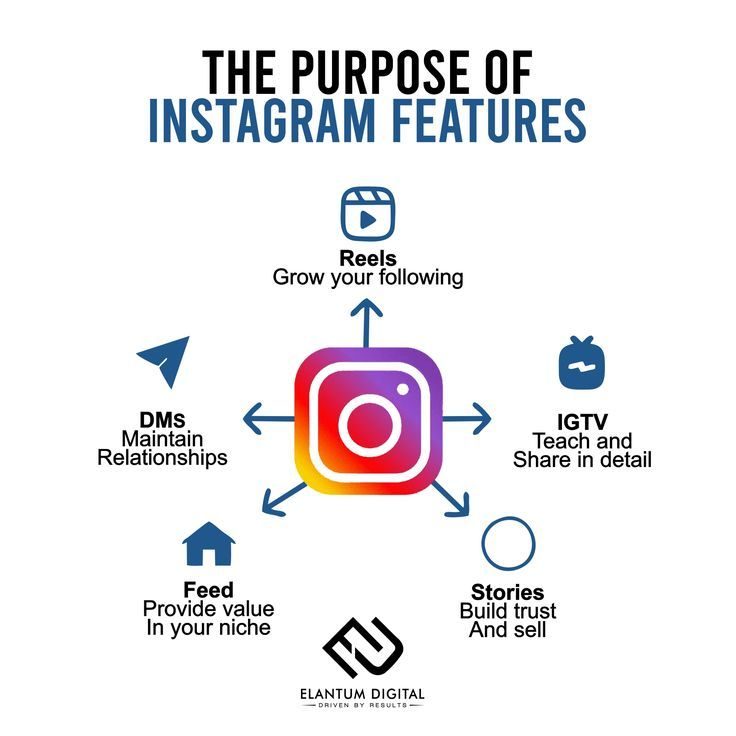 THE PURPOSE OF
INSTAGRAM FEATURES
Reels
Grow your following
DMs
Maintain
Relationships
IGTV
Teach and
Share in detail
Feed
Provide value
In your niche
Stories
Build trust
And sell
ELANTUM DIGITAL
DRIVEN BY RESULTS